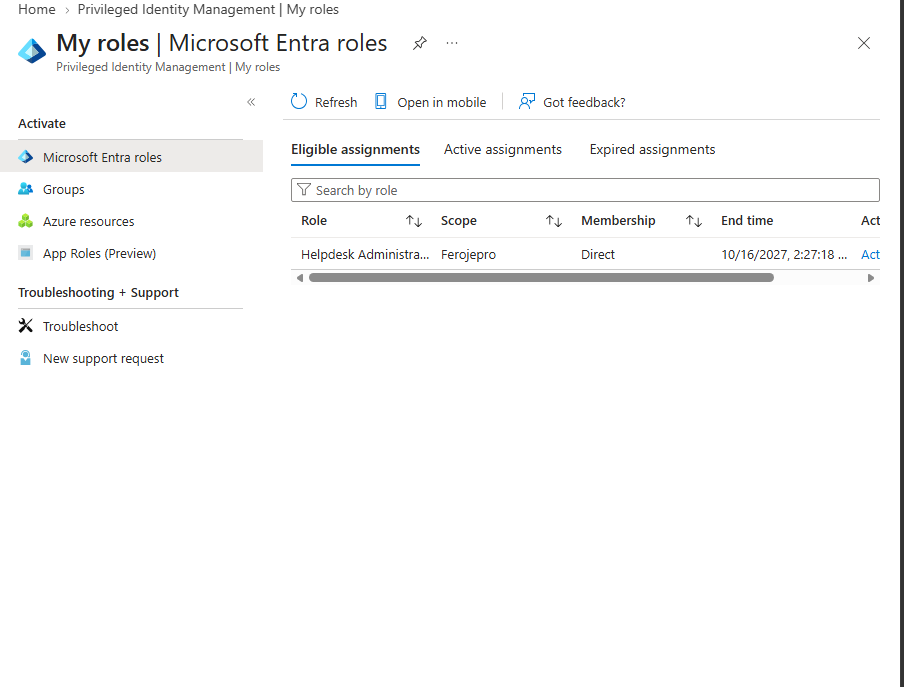 Home > Privileged Identity Management | My roles
My roles | Microsoft Entra roles
Privileged Identity Management | My roles
Activate
Microsoft Entra roles
Groups
Azure resources
App Roles (Preview)
Troubleshooting + Support
Troubleshoot
New support request
Refresh Open in mobile Got feedback?
Eligible assignments Active assignments Expired assignments
Search by role
Role Scope Membership End time Act
Helpdesk Administra... Ferojepro Direct 10/16/2027, 2:27:18 ... Act